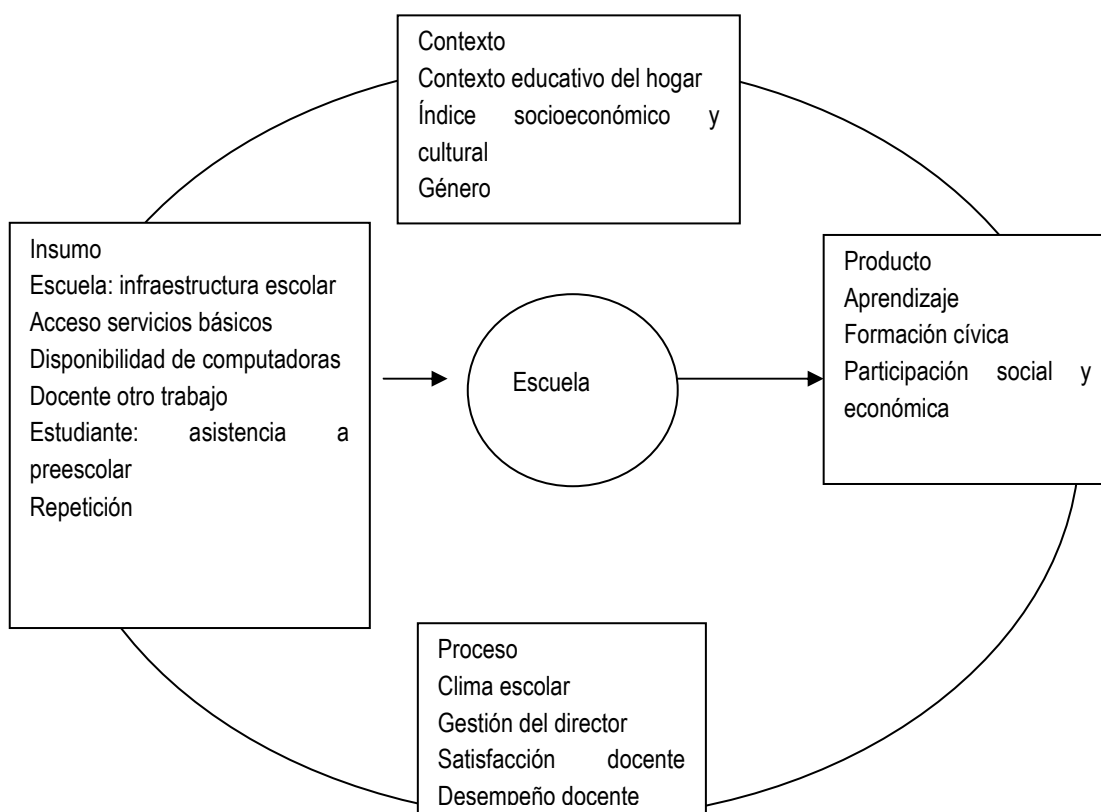 Contexto
Contexto educativo del hogar
Índice socioeconómico y
cultural
Género
Insumo
Escuela: infraestructura escolar
Acceso servicios básicos
Disponibilidad de computadoras
Docente otro trabajo
Estudiante: asistencia a
preescolar
Repetición
Escuela
Producto
Aprendizaje
Formación cívica
Participación social y
económica
Proceso
Clima escolar
Gestión del director
Satisfacción docente
Desempeño docente